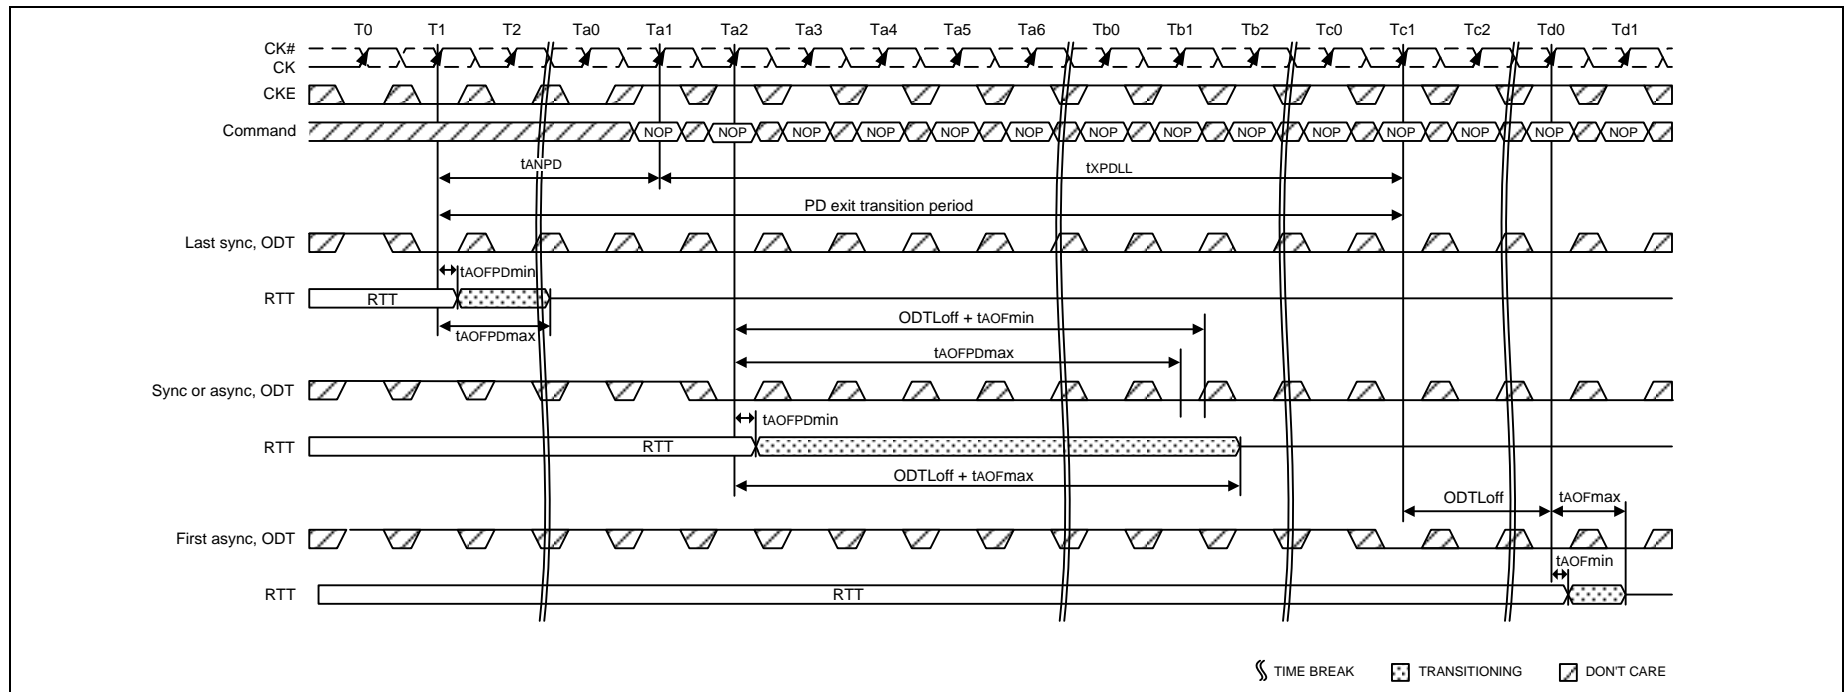 T0 T1 T2 Ta0 Ta1 Ta2 Ta3 Ta4 Ta5 Ta6 Tb0 Tb1 Tb2 Tc0 Tc1 Tc2 Td0 Td1
CK#
CK
CKE
Command NOP NOP NOP NOP NOP NOP NOP NOP NOP NOP NOP NOP NOP NOP
tANPD tXPDLL
PD exit transition period
Last sync, ODT
tAOFPDmin
RTT RTT
tAOFPDmax
ODTLoff + tAOFmin
tAOFPDmax
Sync or async, ODT
tAOFPDmin
RTT RTT
ODTLoff + tAOFmax
ODTLoff tAOFmax
First async, ODT
tAOFmin
RTT RTT
TIME BREAK TRANSITIONING DON'T CARE